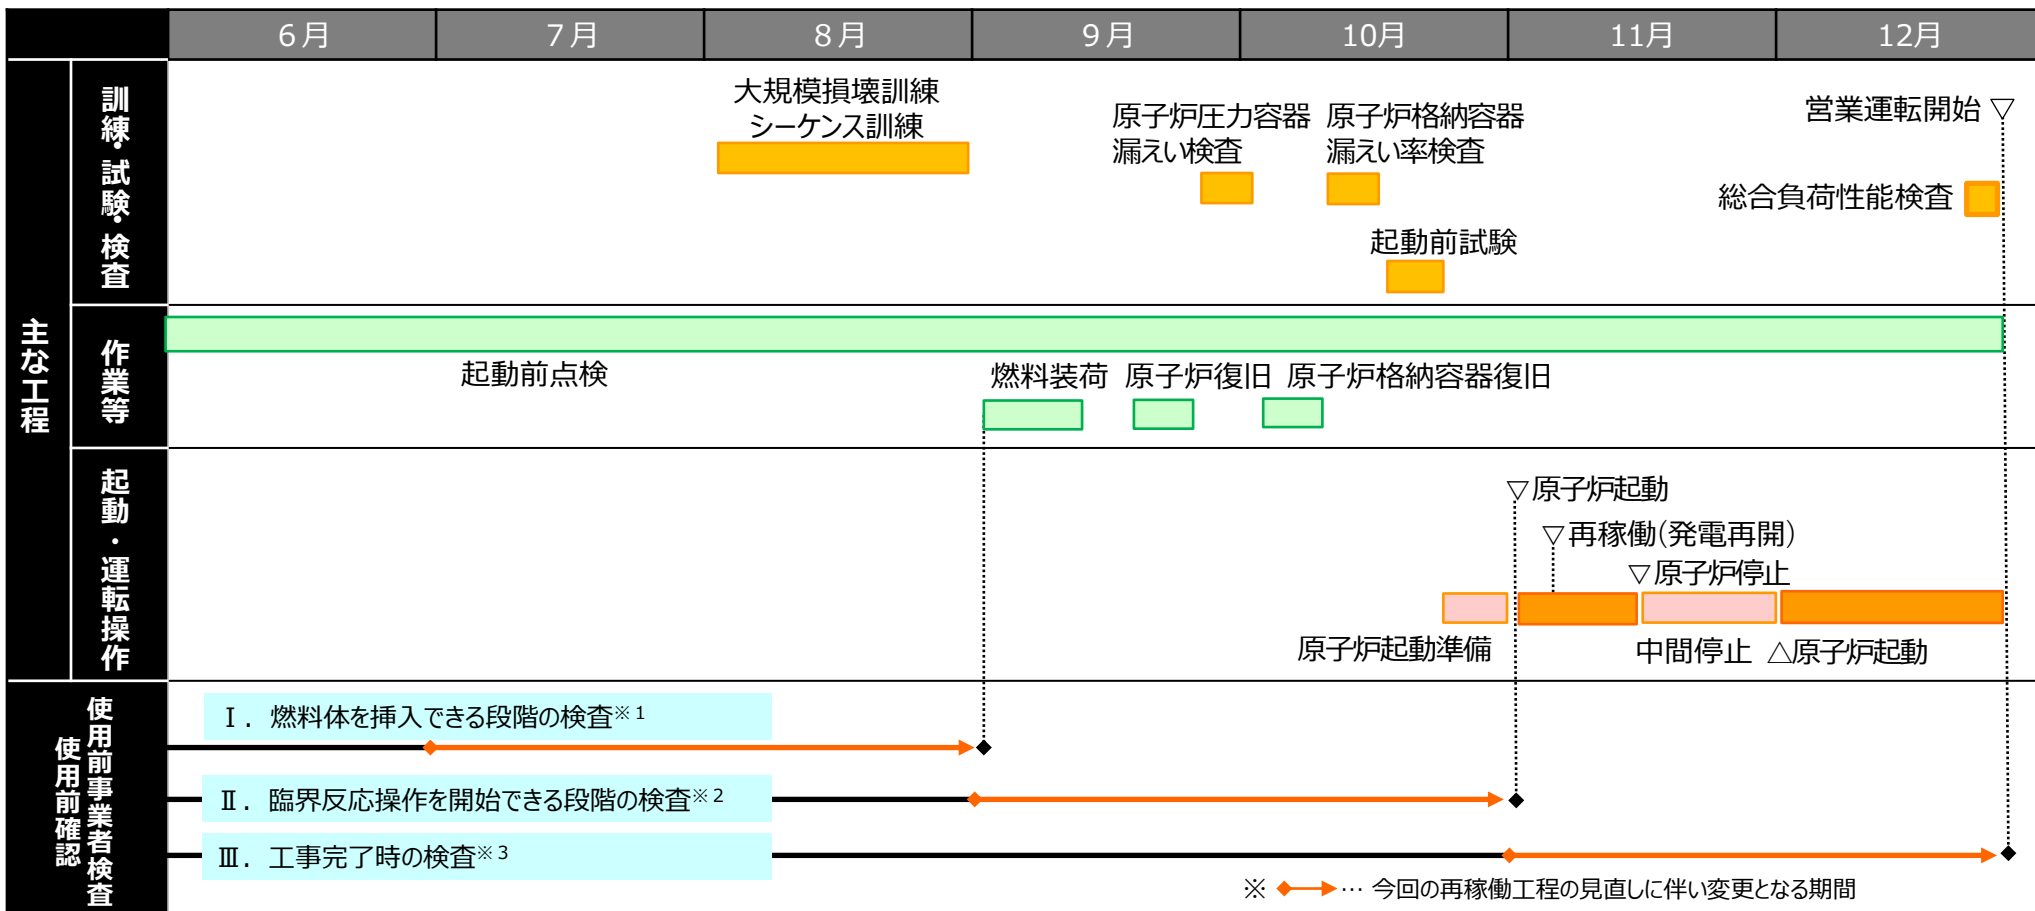 6月 7月 8月 9月 10月 11月 12月
主な工程
訓練・試験・検査
大規模損壊訓練
シーケンス訓練
原子炉圧力容器
漏えい検査
原子炉格納容器
漏えい率検査
起動前試験
営業運転開始 ▽
総合負荷性能検査
作業等
起動前点検
燃料装荷
原子炉復旧
原子炉格納容器復旧
起動・運転操作
▽原子炉起動
▽再稼働(発電再開)
▽原子炉停止
原子炉起動準備
中間停止
△原子炉起動
使用前事業者検査
使用前確認
Ⅰ. 燃料体を挿入できる段階の検査※1
Ⅱ. 臨界反応操作を開始できる段階の検査※2
Ⅲ. 工事完了時の検査※3
※ ◆→… 今回の再稼働工程の見直しに伴い変更となる期間